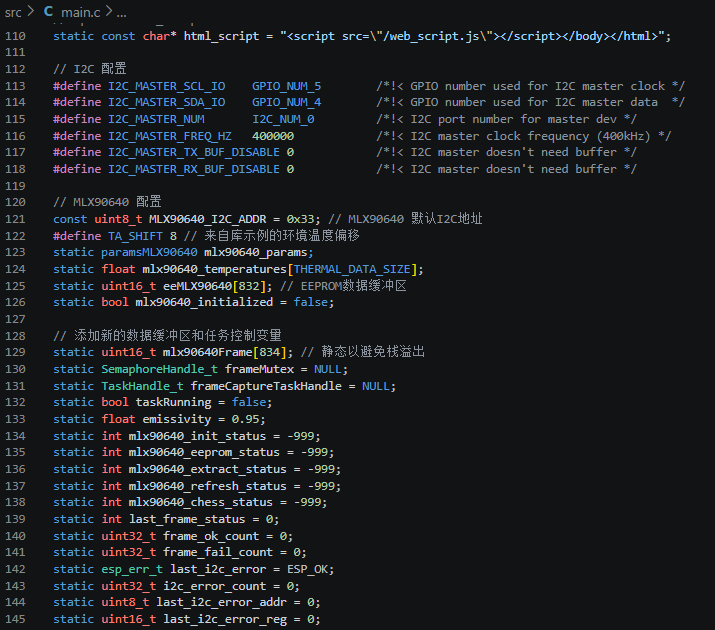 src > C main.c > ...
110 static const char* html_script = "<script src=\"/web_script.js\"></script></body></html>";
111
112 // I2C 配置
113 #define I2C_MASTER_SCL_IO    GPIO_NUM_5        /*!< GPIO number used for I2C master clock */
114 #define I2C_MASTER_SDA_IO    GPIO_NUM_4        /*!< GPIO number used for I2C master data  */
115 #define I2C_MASTER_NUM       I2C_NUM_0         /*!< I2C port number for master dev */
116 #define I2C_MASTER_FREQ_HZ   400000            /*!< I2C master clock frequency (400kHz) */
117 #define I2C_MASTER_TX_BUF_DISABLE 0            /*!< I2C master doesn't need buffer */
118 #define I2C_MASTER_RX_BUF_DISABLE 0            /*!< I2C master doesn't need buffer */
119
120 // MLX90640 配置
121 const uint8_t MLX90640_I2C_ADDR = 0x33; // MLX90640 默认I2C地址
122 #define TA_SHIFT 8 // 来自库示例的环境温度偏移
123 static paramsMLX90640 mlx90640_params;
124 static float mlx90640_temperatures[THERMAL_DATA_SIZE];
125 static uint16_t eeMLX90640[832]; // EEPROM数据缓冲区
126 static bool mlx90640_initialized = false;
127
128 // 添加新的数据缓冲区和任务控制变量
129 static uint16_t mlx90640Frame[834]; // 静态以避免栈溢出
130 static SemaphoreHandle_t frameMutex = NULL;
131 static TaskHandle_t frameCaptureTaskHandle = NULL;
132 static bool taskRunning = false;
133 static float emissivity = 0.95;
134 static int mlx90640_init_status = -999;
135 static int mlx90640_eeprom_status = -999;
136 static int mlx90640_extract_status = -999;
137 static int mlx90640_refresh_status = -999;
138 static int mlx90640_chess_status = -999;
139 static int last_frame_status = 0;
140 static uint32_t frame_ok_count = 0;
141 static uint32_t frame_fail_count = 0;
142 static esp_err_t last_i2c_error = ESP_OK;
143 static uint32_t i2c_error_count = 0;
144 static uint8_t last_i2c_error_addr = 0;
145 static uint16_t last_i2c_error_reg = 0;